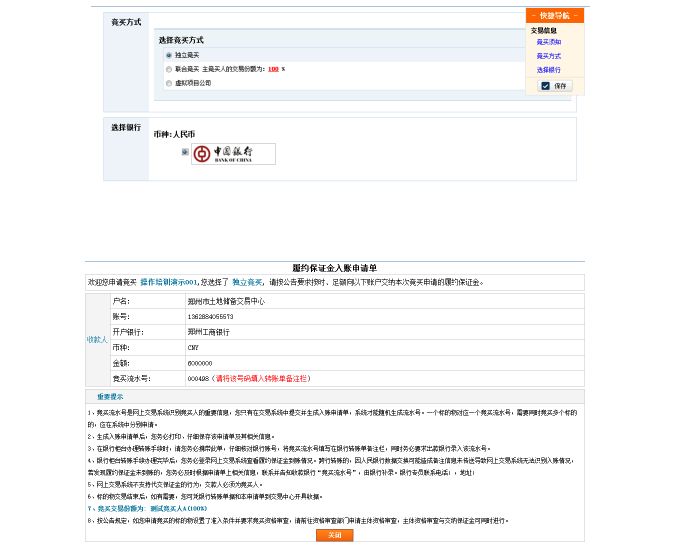 竞买方式
选择竞买方式
独立竞买
联合竞买 主竞买人的交易份额为: 100 %
虚拟项目公司
- 快捷导航 -
交易信息
竞买须知
竞买方式
选择银行
保存
选择银行
币种:人民币
中国银行
BANK OF CHINA
履约保证金入账申请单
欢迎您申请竞买 操作培训演示001,您选择了 独立竞买, 请按公告要求按时、足额向以下账户交纳本次竞买申请的履约保证金。
收款人
户名: 郑州市土地储备交易中心
账号: 1362884055573
开户银行: 郑州工商银行
币种: CNY
金额: 6000000
竞买流水号: 000498 (请将该号码填入转账单备注栏)
重要提示
1、竞买流水号是网上交易系统识别竞买人的重要信息;您只有在交易系统中提交并生成入账申请单;系统才能随机生成流水号。一个标的物对应一个竞买流水号;需要同时竞买多个标的
的;应在系统中分别申请。
2、生成入账申请单后;您务必打印、仔细保存该申请单及其相关信息。
3、在银行柜台办理转账手续时;请您务必携带此单;仔细核对银行账号;将竞买流水号填写在银行转账单备注栏;同时务必要求出款银行录入该流水号。
4、银行柜台转账手续办理完毕后;您务必登录网上交易系统查看履约保证金到账情况。跨行转账的;因人民银行数据交换可能造成备注信息未传送导致网上交易系统无法识别入账情况;
若发现履约保证金未到账的;您务必及时根据申请单上相关信息;联系并告知收款银行“竞买流水号”;由银行补录。银行专员联系电话:;地址:
5、网上交易系统不支持代交保证金的行为;交款人必须为竞买人。
6、标的物交易结束后;如有需要;您可凭银行转账单据和本申请单到交易中心开具收据。
7、竞买交易份额为: 测试竞买人A(100%)
8、按公告规定;如您申请竞买的标的物设置了准入条件并要求竞买资格审查;请前往资格审查部门申请主体资格审查;主体资格审查与交纳保证金可同时进行。
关闭